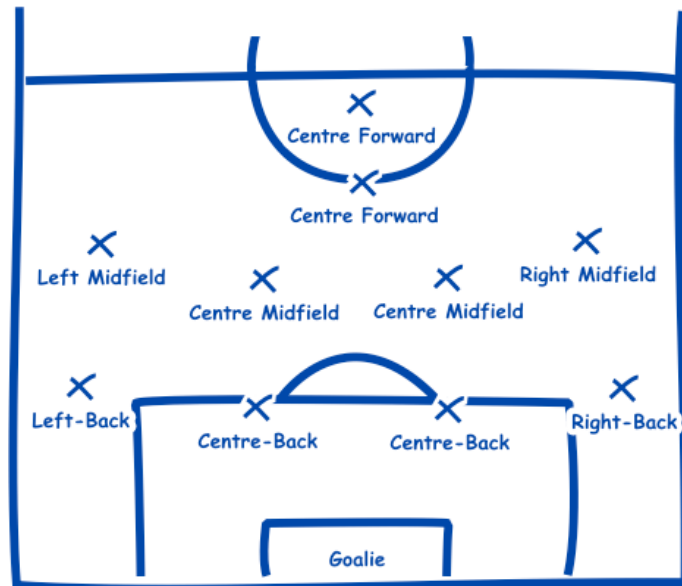 Centre Forward
Centre Forward
Left Midfield
Right Midfield
Centre Midfield
Centre Midfield
Left-Back
Right-Back
Centre-Back
Centre-Back
Goalie